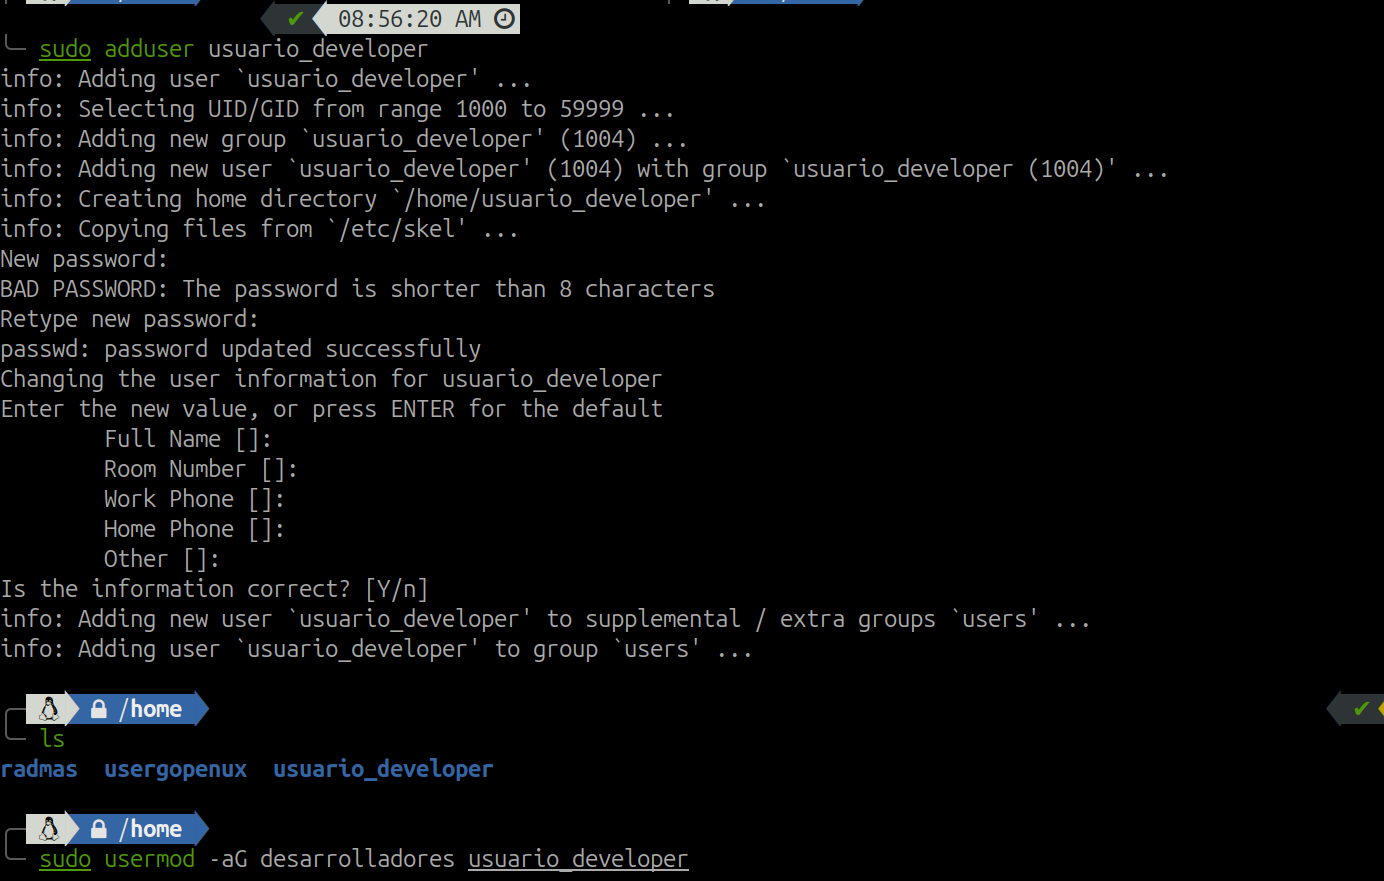 ✔ 08:56:20 AM
sudo adduser usuario_developer
info: Adding user `usuario_developer' ...
info: Selecting UID/GID from range 1000 to 59999 ...
info: Adding new group `usuario_developer' (1004) ...
info: Adding new user `usuario_developer' (1004) with group `usuario_developer (1004)' ...
info: Creating home directory `/home/usuario_developer' ...
info: Copying files from `/etc/skel' ...
New password:
BAD PASSWORD: The password is shorter than 8 characters
Retype new password:
passwd: password updated successfully
Changing the user information for usuario_developer
Enter the new value, or press ENTER for the default
Full Name []:
Room Number []:
Work Phone []:
Home Phone []:
Other []:
Is the information correct? [Y/n]
info: Adding new user `usuario_developer' to supplemental / extra groups `users' ...
info: Adding user `usuario_developer' to group `users' ...
/home ✔
ls
radmas usergopenux usuario_developer
/home
sudo usermod -aG desarrolladores usuario_developer